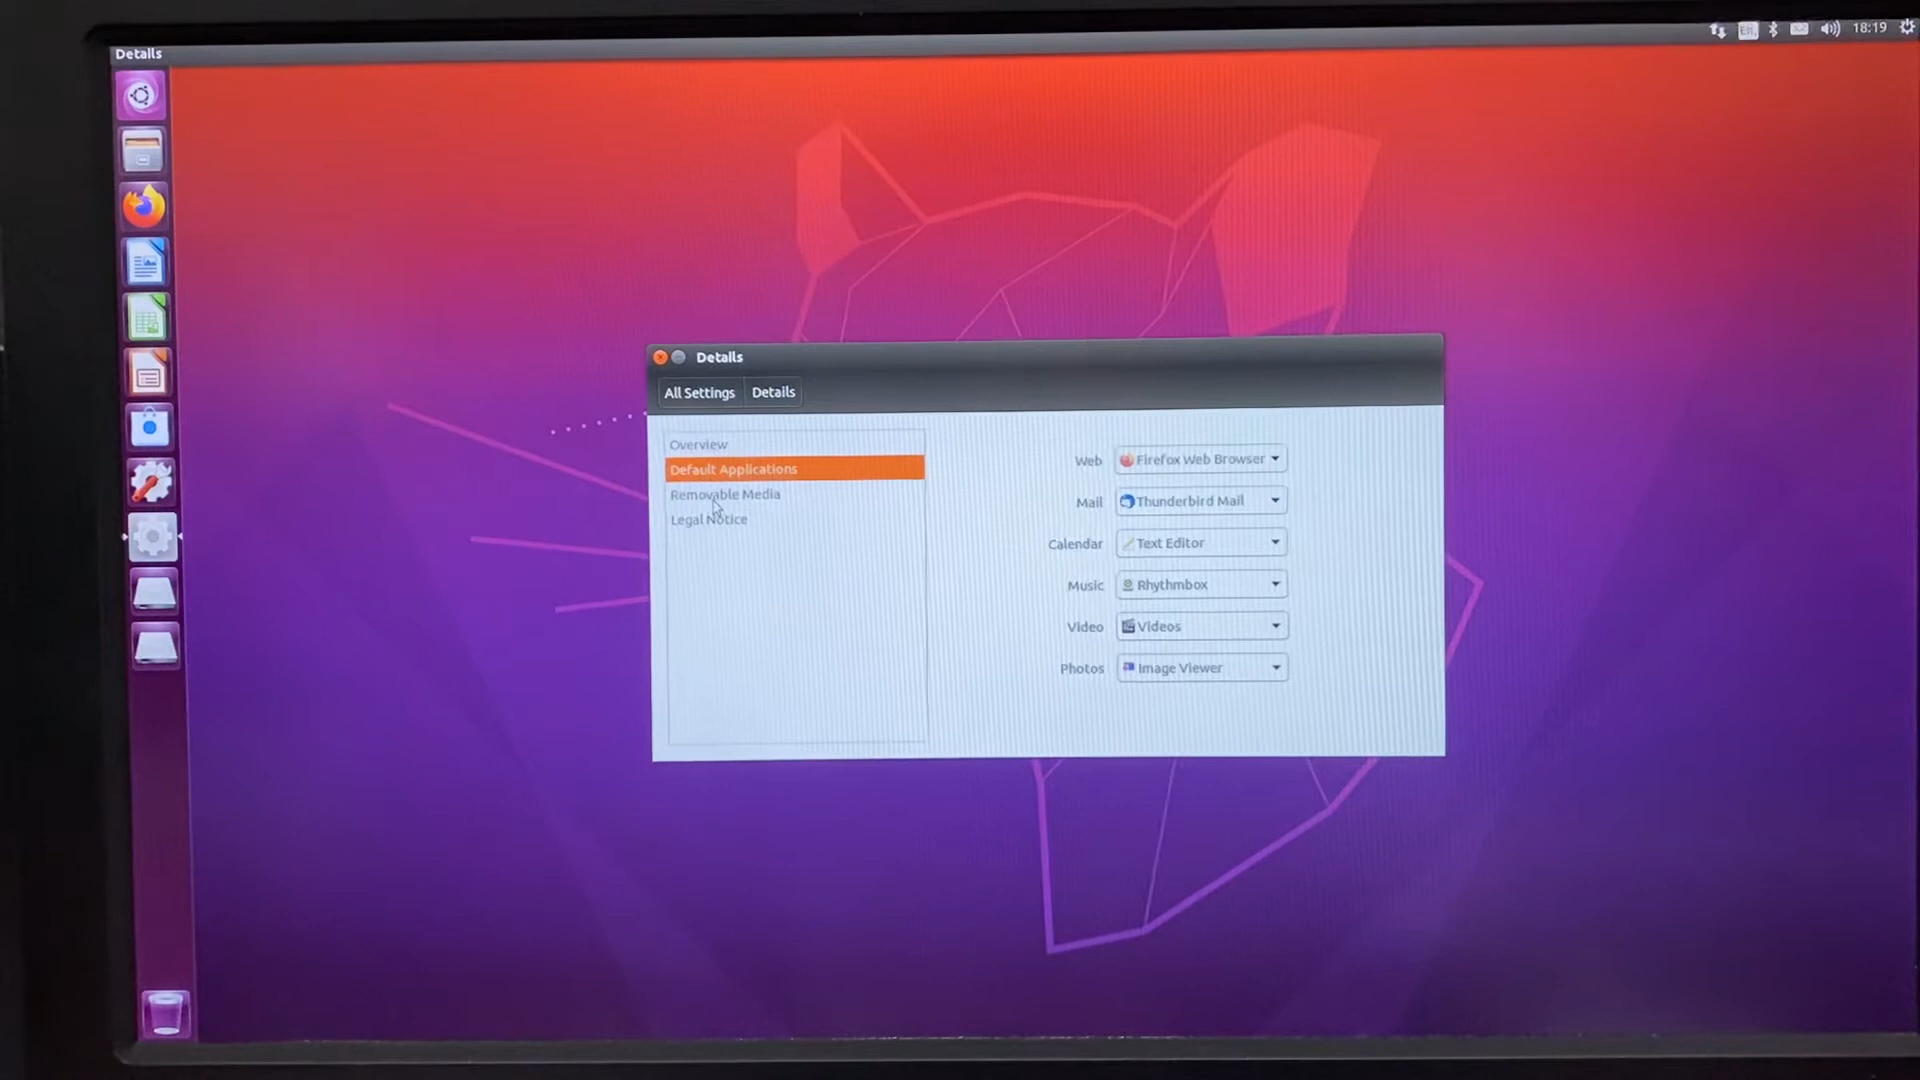 Details
18:19
Details
All Settings
Details
Overview
Default Applications
Removable Media
Legal Notice
Web
Firefox Web Browser
Mail
Thunderbird Mail
Calendar
Text Editor
Music
Rhythmbox
Video
Videos
Photos
Image Viewer